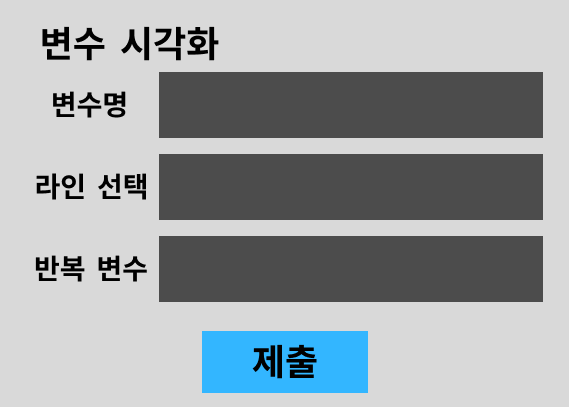 변수 시각화
변수명
라인 선택
반복 변수
제출